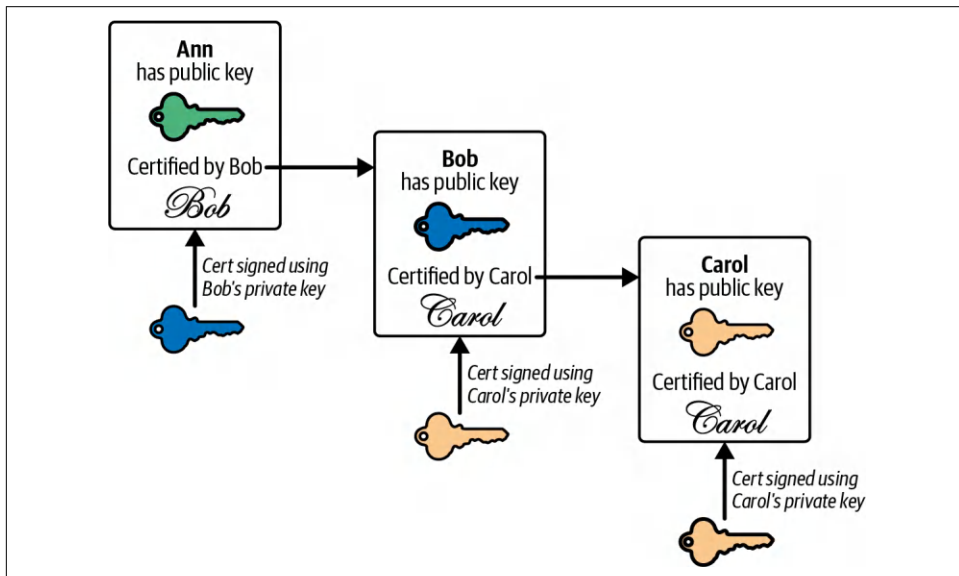 Ann
has public key
Certified by Bob
Bob
Cert signed using
Bob's private key
Bob
has public key
Certified by Carol
Carol
Cert signed using
Carol's private key
Carol
has public key
Certified by Carol
Carol
Cert signed using
Carol's private key